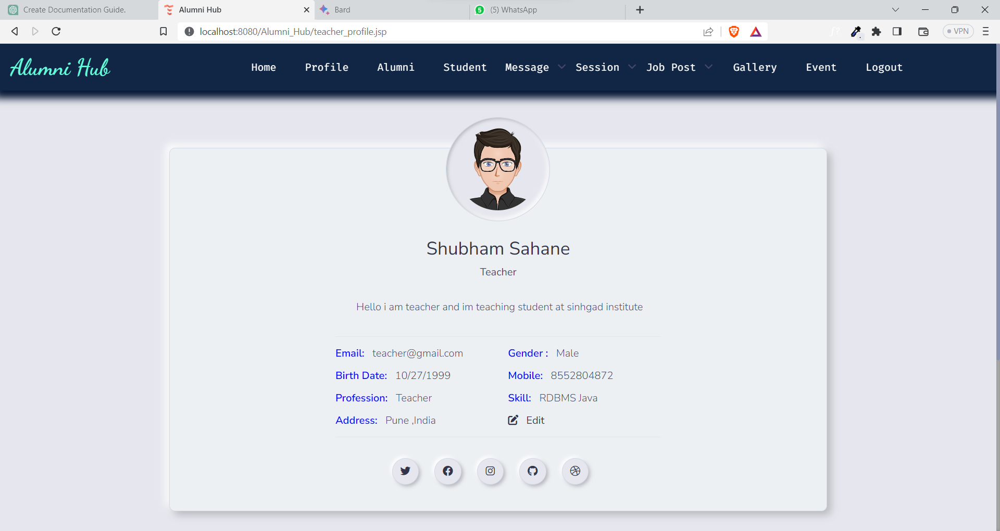 Create Documentation Guide.
Alumni Hub
Bard
5 (5) WhatsApp
localhost:8080/Alumni_Hub/teacher_profile.jsp
VPN
Alumni Hub
Home Profile Alumni Student Message Session Job Post Gallery Event Logout
Shubham Sahane
Teacher
Hello i am teacher and im teaching student at sinhgad institute
Email: teacher@gmail.com Gender : Male
Birth Date: 10/27/1999 Mobile: 8552804872
Profession: Teacher Skill: RDBMS Java
Address: Pune ,India Edit